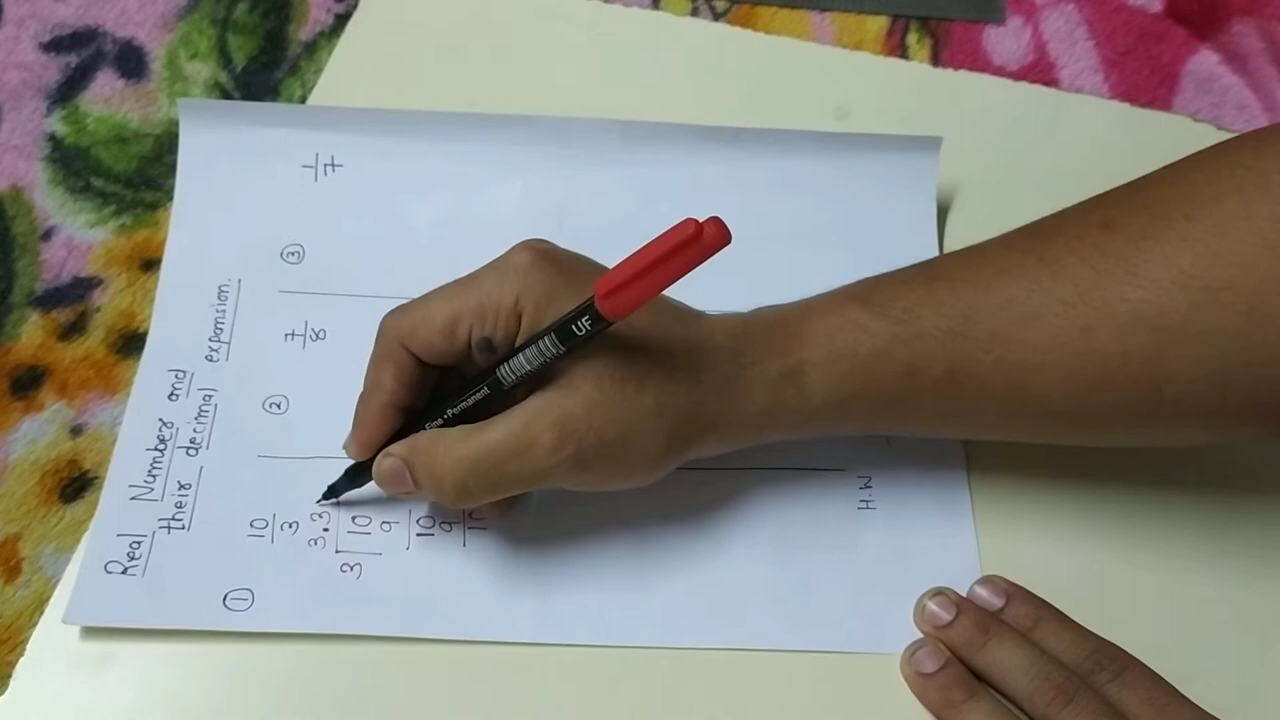 Real Numbers and
their decimal expansion.
①
10
3
3.3
3 10
9
10
9
②
7
8
③
1
7
H.W
Fine • Permanent
UF